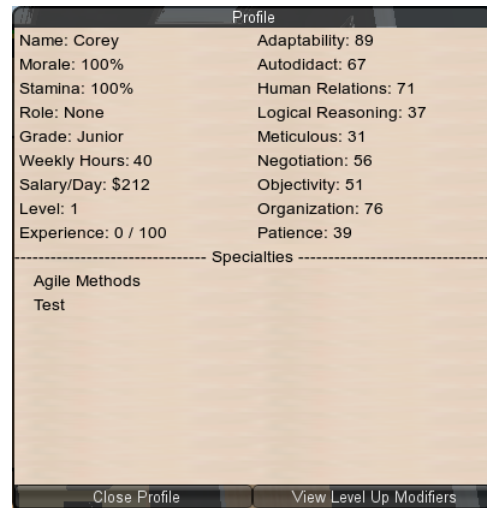 Profile
Name: Corey
Adaptability: 89
Morale: 100%
Autodidact: 67
Stamina: 100%
Human Relations: 71
Role: None
Logical Reasoning: 37
Grade: Junior
Meticulous: 31
Weekly Hours: 40
Negotiation: 56
Salary/Day: $212
Objectivity: 51
Level: 1
Organization: 76
Experience: 0 / 100
Patience: 39
Specialties
Agile Methods
Test
Close Profile
View Level Up Modifiers